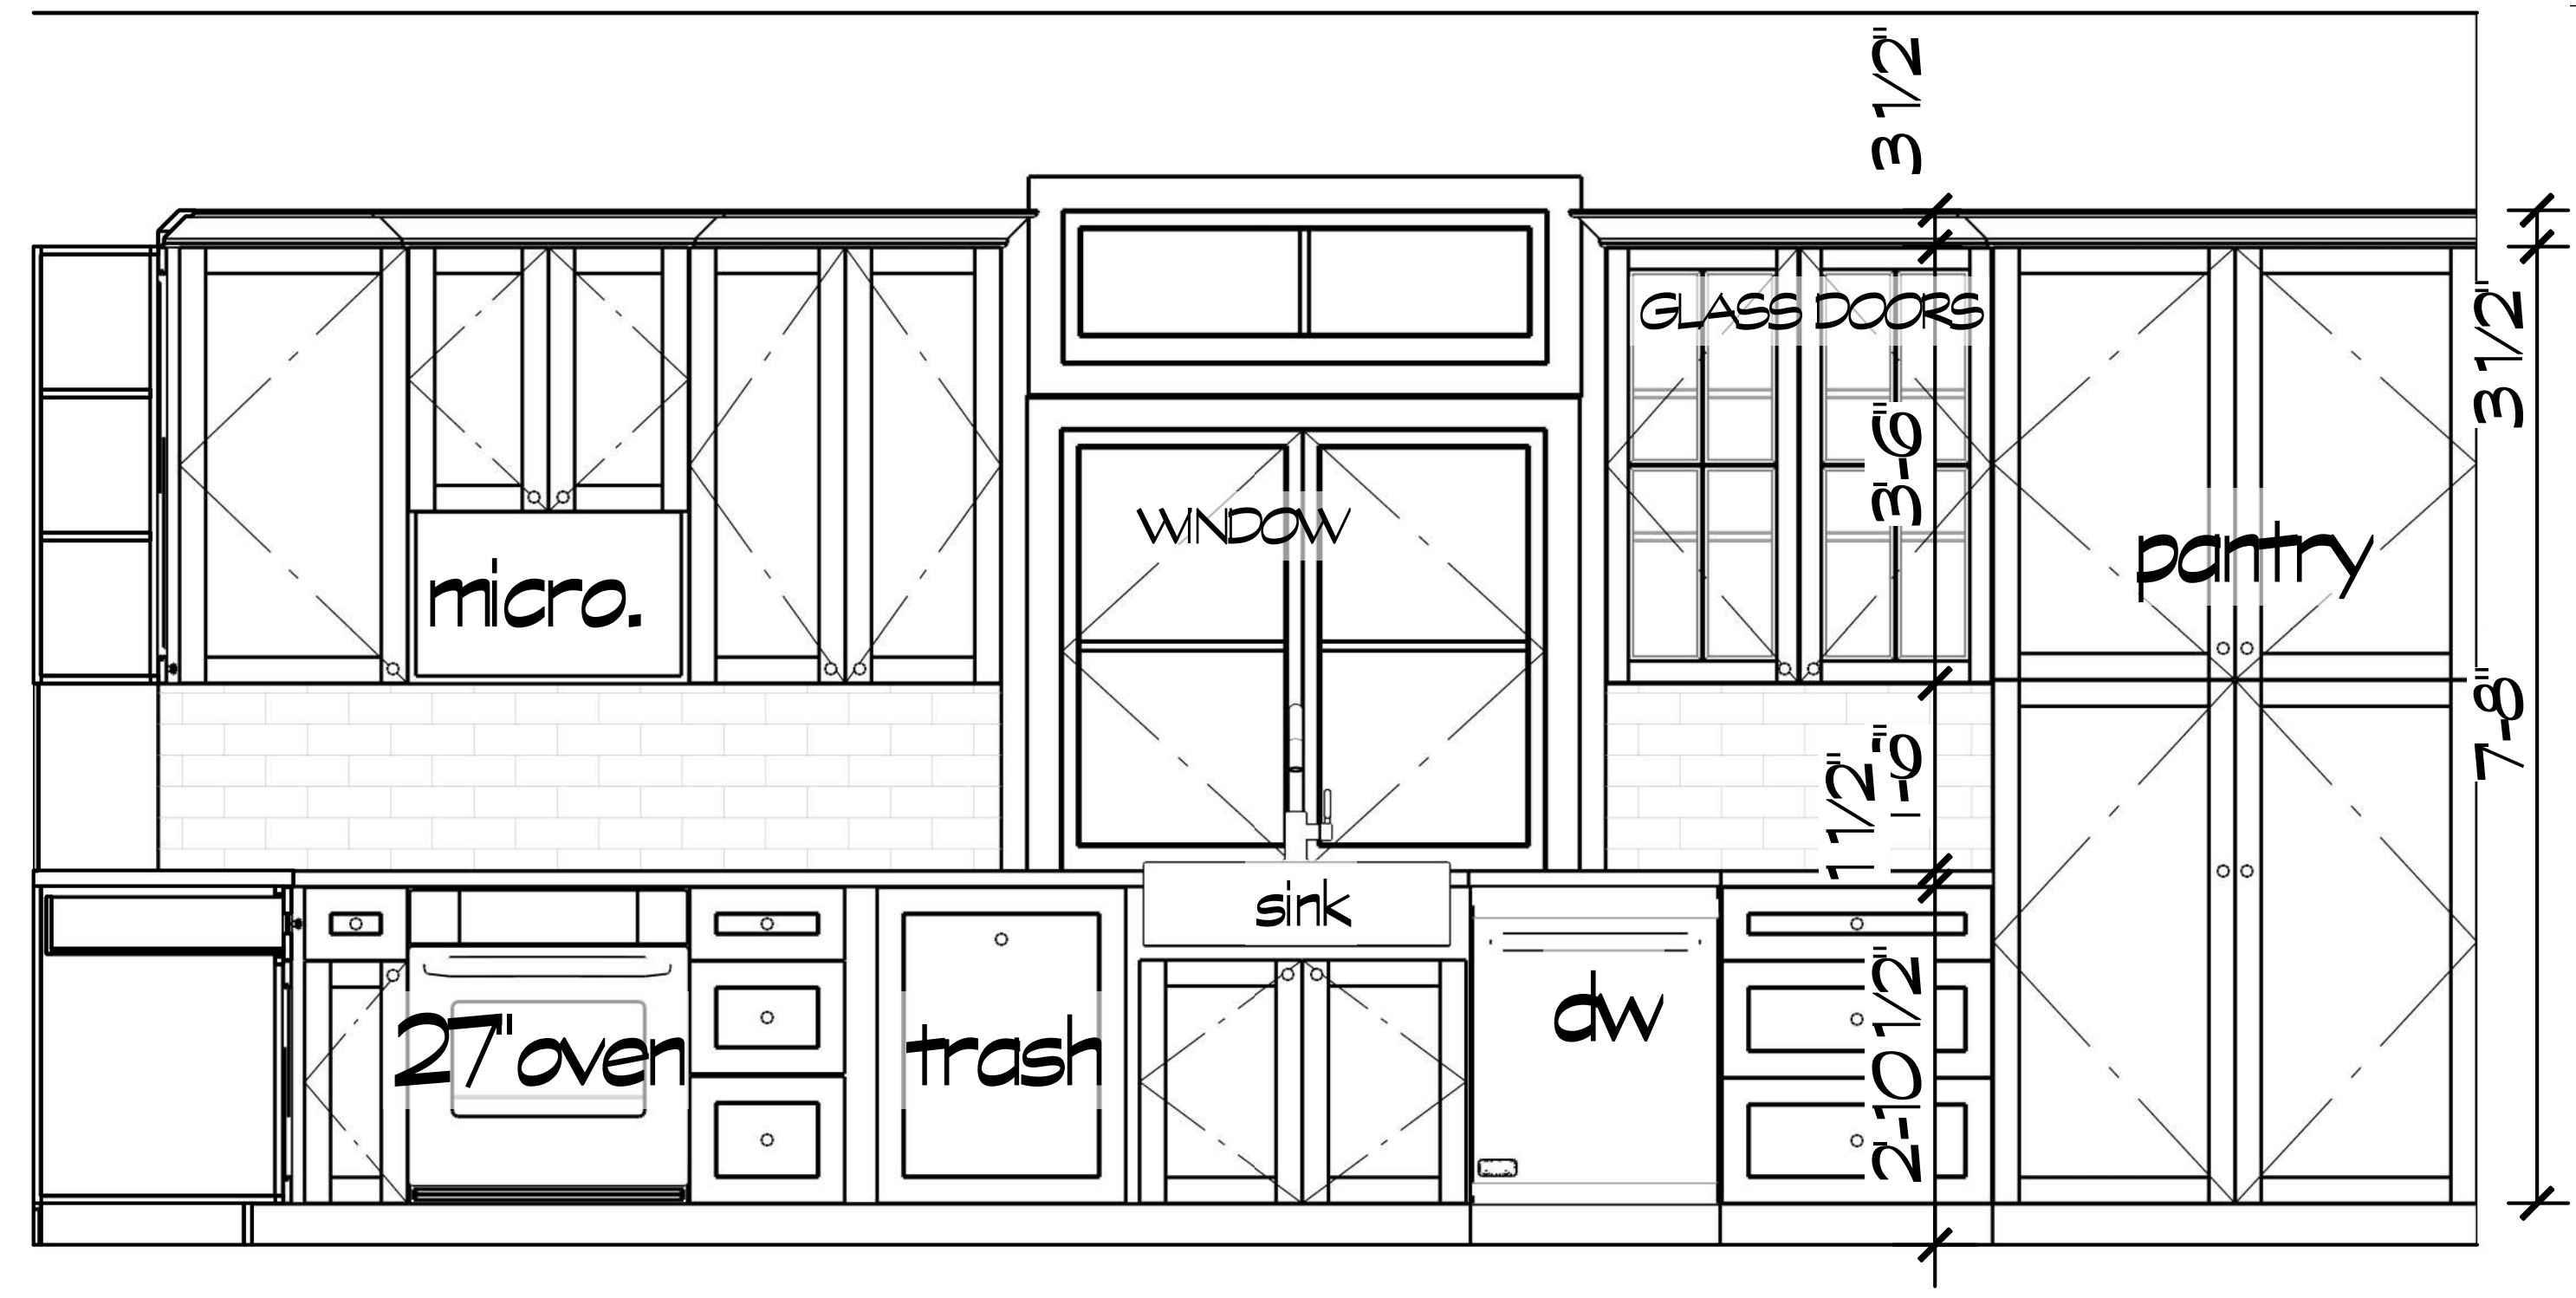 3 1/2"
GLASS DOORS
3 1/2"
3'-6"
WINDOW
pantry
micro.
7'-8"
1'-9"
1 1/2"
sink
dw
27" oven
trash
2'-10 1/2"